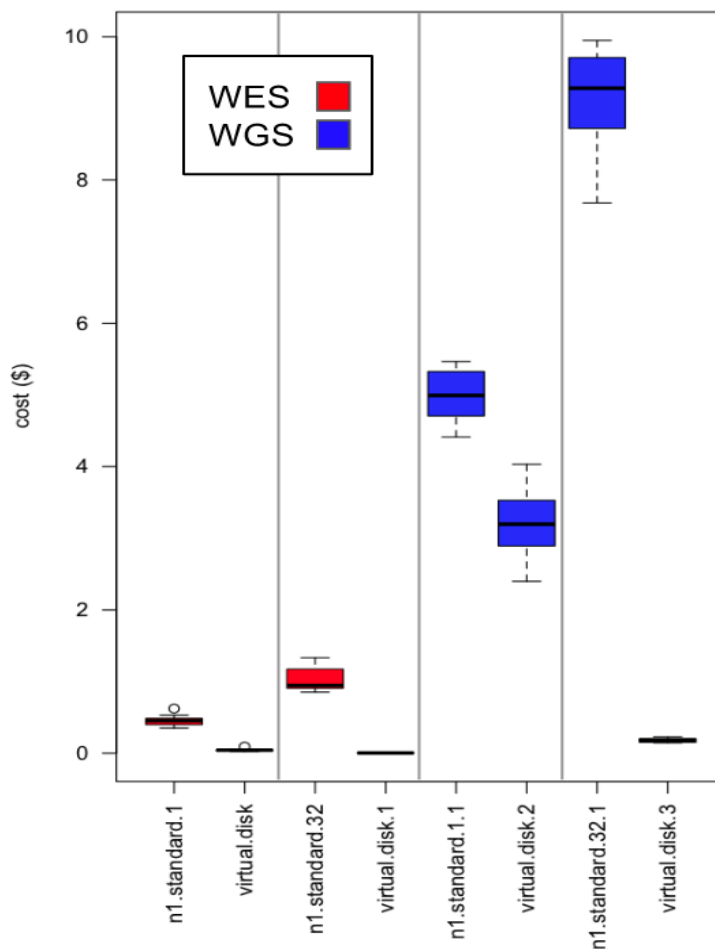 10
8
6
4
2
0
cost ($)
WES
WGS
n1.standard.1
virtual.disk
n1.standard.32
virtual.disk.1
n1.standard.1.1
virtual.disk.2
n1.standard.32.1
virtual.disk.3